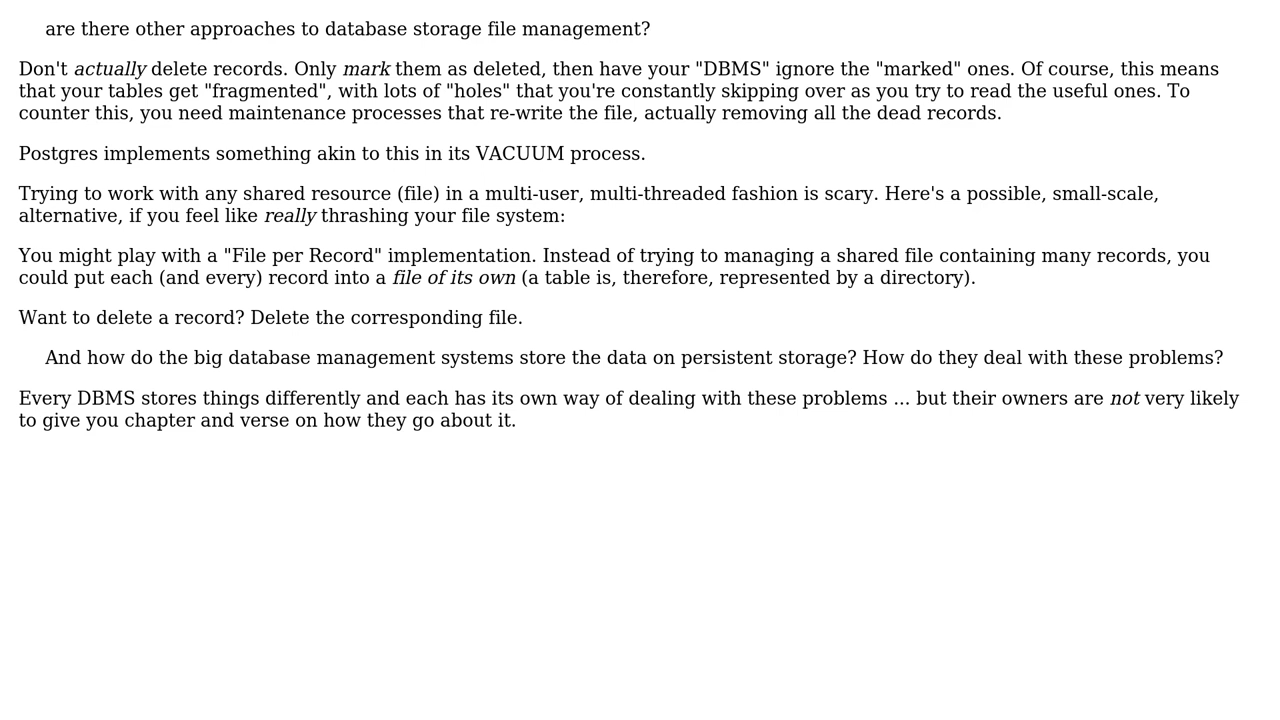 are there other approaches to database storage file management?
Don't actually delete records. Only mark them as deleted, then have your "DBMS" ignore the "marked" ones. Of course, this means
that your tables get "fragmented", with lots of "holes" that you're constantly skipping over as you try to read the useful ones. To
counter this, you need maintenance processes that re-write the file, actually removing all the dead records.
Postgres implements something akin to this in its VACUUM process.
Trying to work with any shared resource (file) in a multi-user, multi-threaded fashion is scary. Here's a possible, small-scale,
alternative, if you feel like really thrashing your file system:
You might play with a "File per Record" implementation. Instead of trying to managing a shared file containing many records, you
could put each (and every) record into a file of its own (a table is, therefore, represented by a directory).
Want to delete a record? Delete the corresponding file.
And how do the big database management systems store the data on persistent storage? How do they deal with these problems?
Every DBMS stores things differently and each has its own way of dealing with these problems ... but their owners are not very likely
to give you chapter and verse on how they go about it.